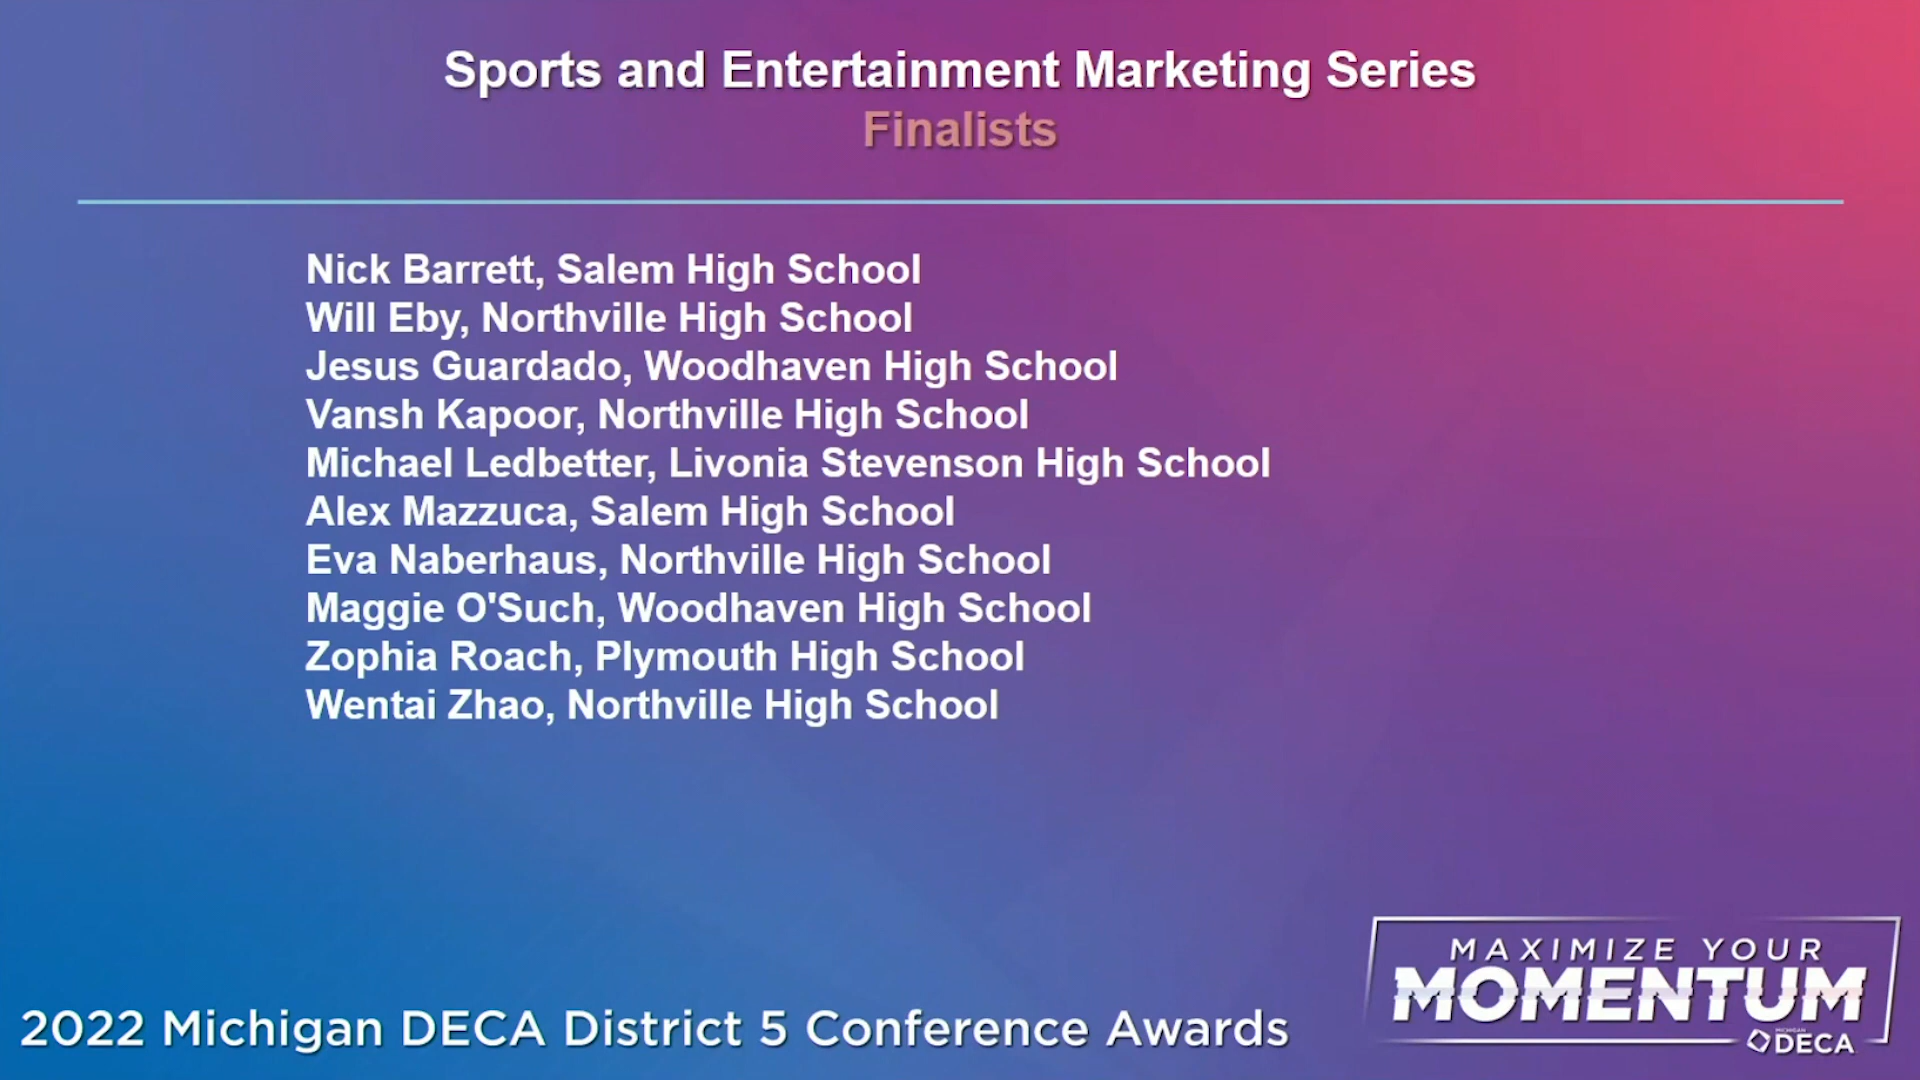 Sports and Entertainment Marketing Series
Finalists
Nick Barrett, Salem High School
Will Eby, Northville High School
Jesus Guardado, Woodhaven High School
Vansh Kapoor, Northville High School
Michael Ledbetter, Livonia Stevenson High School
Alex Mazzuca, Salem High School
Eva Naberhaus, Northville High School
Maggie O'Such, Woodhaven High School
Zophia Roach, Plymouth High School
Wentai Zhao, Northville High School
MAXIMIZE YOUR
MOMENTUM
MICHIGAN
DECA
2022 Michigan DECA District 5 Conference Awards